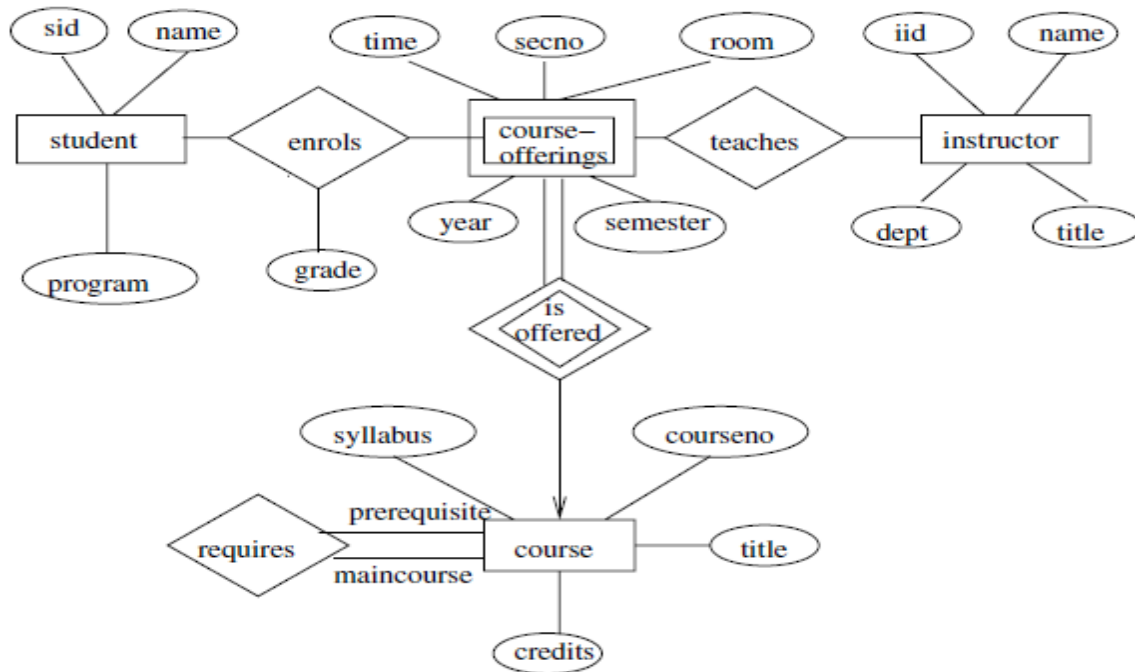 sid
name
time
secno
room
iid
name
student
enrols
course–
offerings
teaches
instructor
year
semester
dept
title
program
grade
is
offered
syllabus
courseno
prerequisite
requires
course
title
maincourse
credits